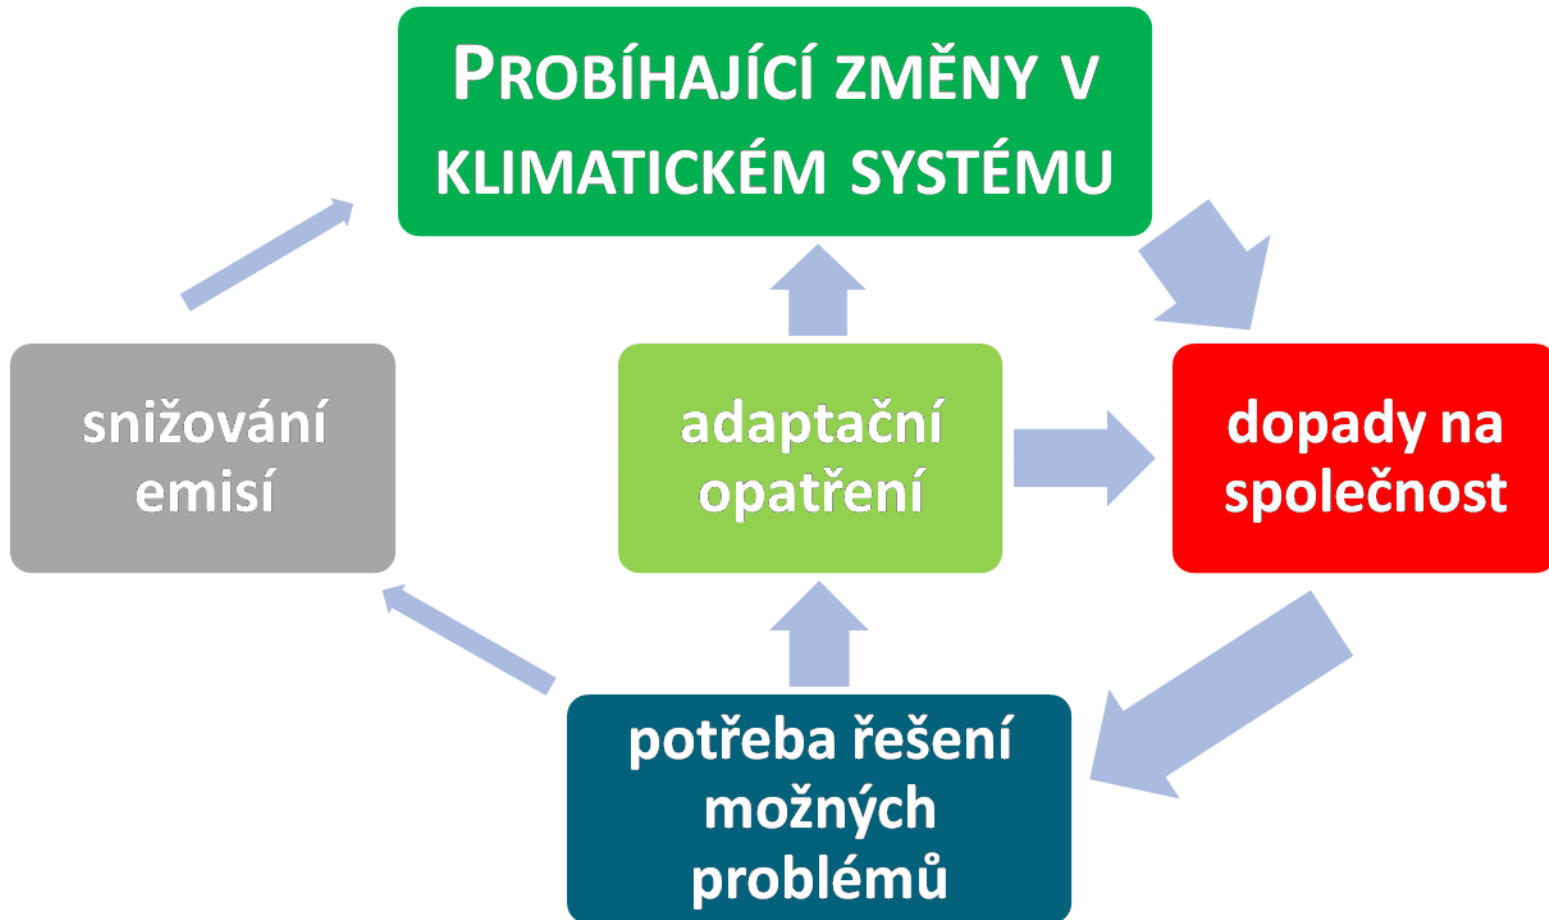 PROBÍHAJÍCÍ ZMĚNY V
KLIMATICKÉM SYSTÉMU
snižování
emisí
adaptační
opatření
dopady na
společnost
potřeba řešení
možných
problémů